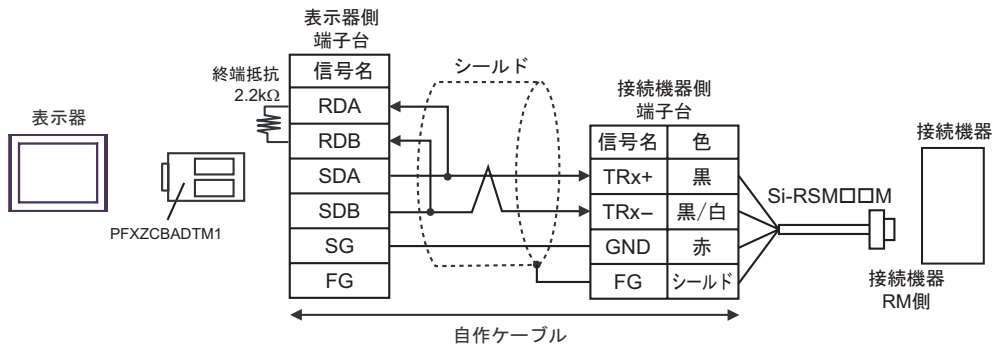 表示器
PFXZCBADTM1
終端抵抗
2.2kΩ
表示器側
端子台
信号名
RDA
RDB
SDA
SDB
SG
FG
シールド
接続機器側
端子台
信号名 色
TRx+ 黒
TRx− 黒/白
GND 赤
FG シールド
Si-RSM□□M
接続機器
接続機器
RM側
自作ケーブル